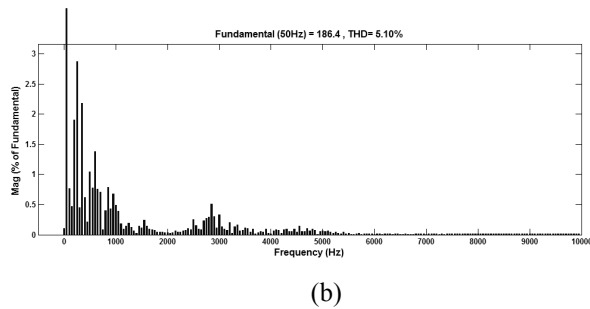 Fundamental (50Hz) = 186.4 , THD= 5.10%
3
2.5
2
1.5
1
0.5
0
Mag (% of Fundamental)
0 1000 2000 3000 4000 5000 6000 7000 8000 9000 10000
Frequency (Hz)
(b)